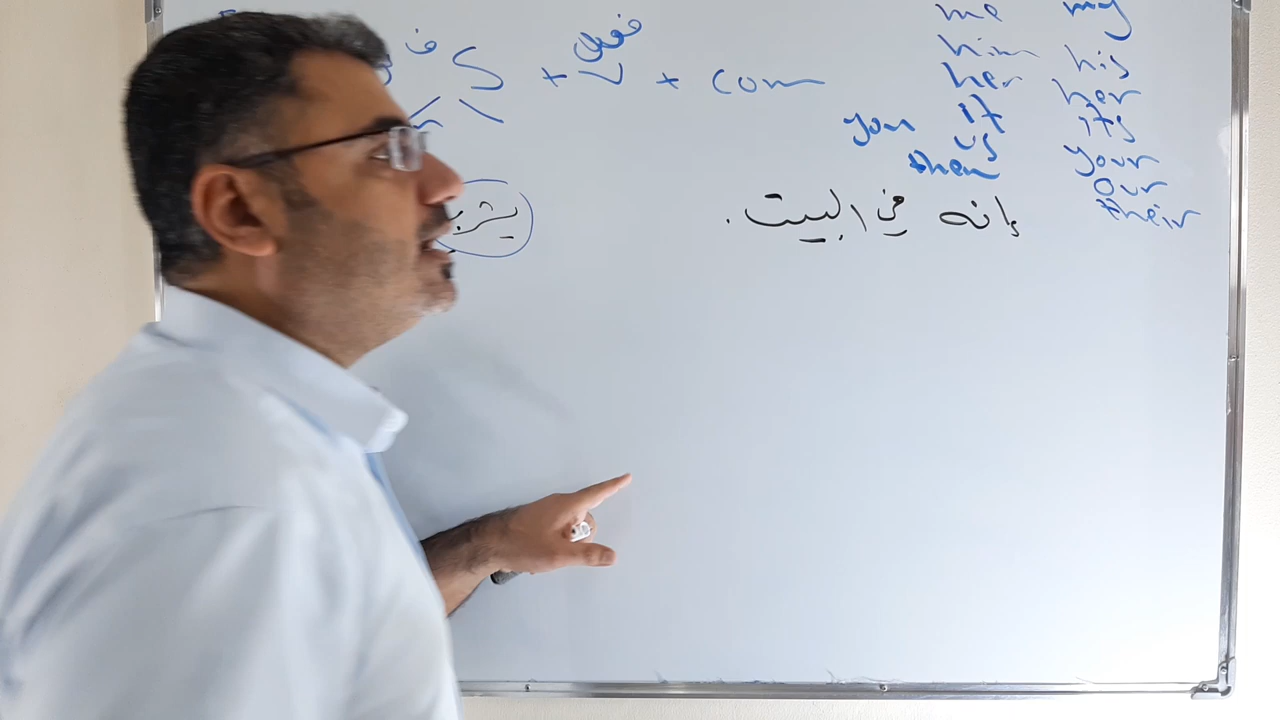 me my
him his
her her
it its
you us your
them our
their
فعل
S + V + com
يشرب
إنه في البيت.